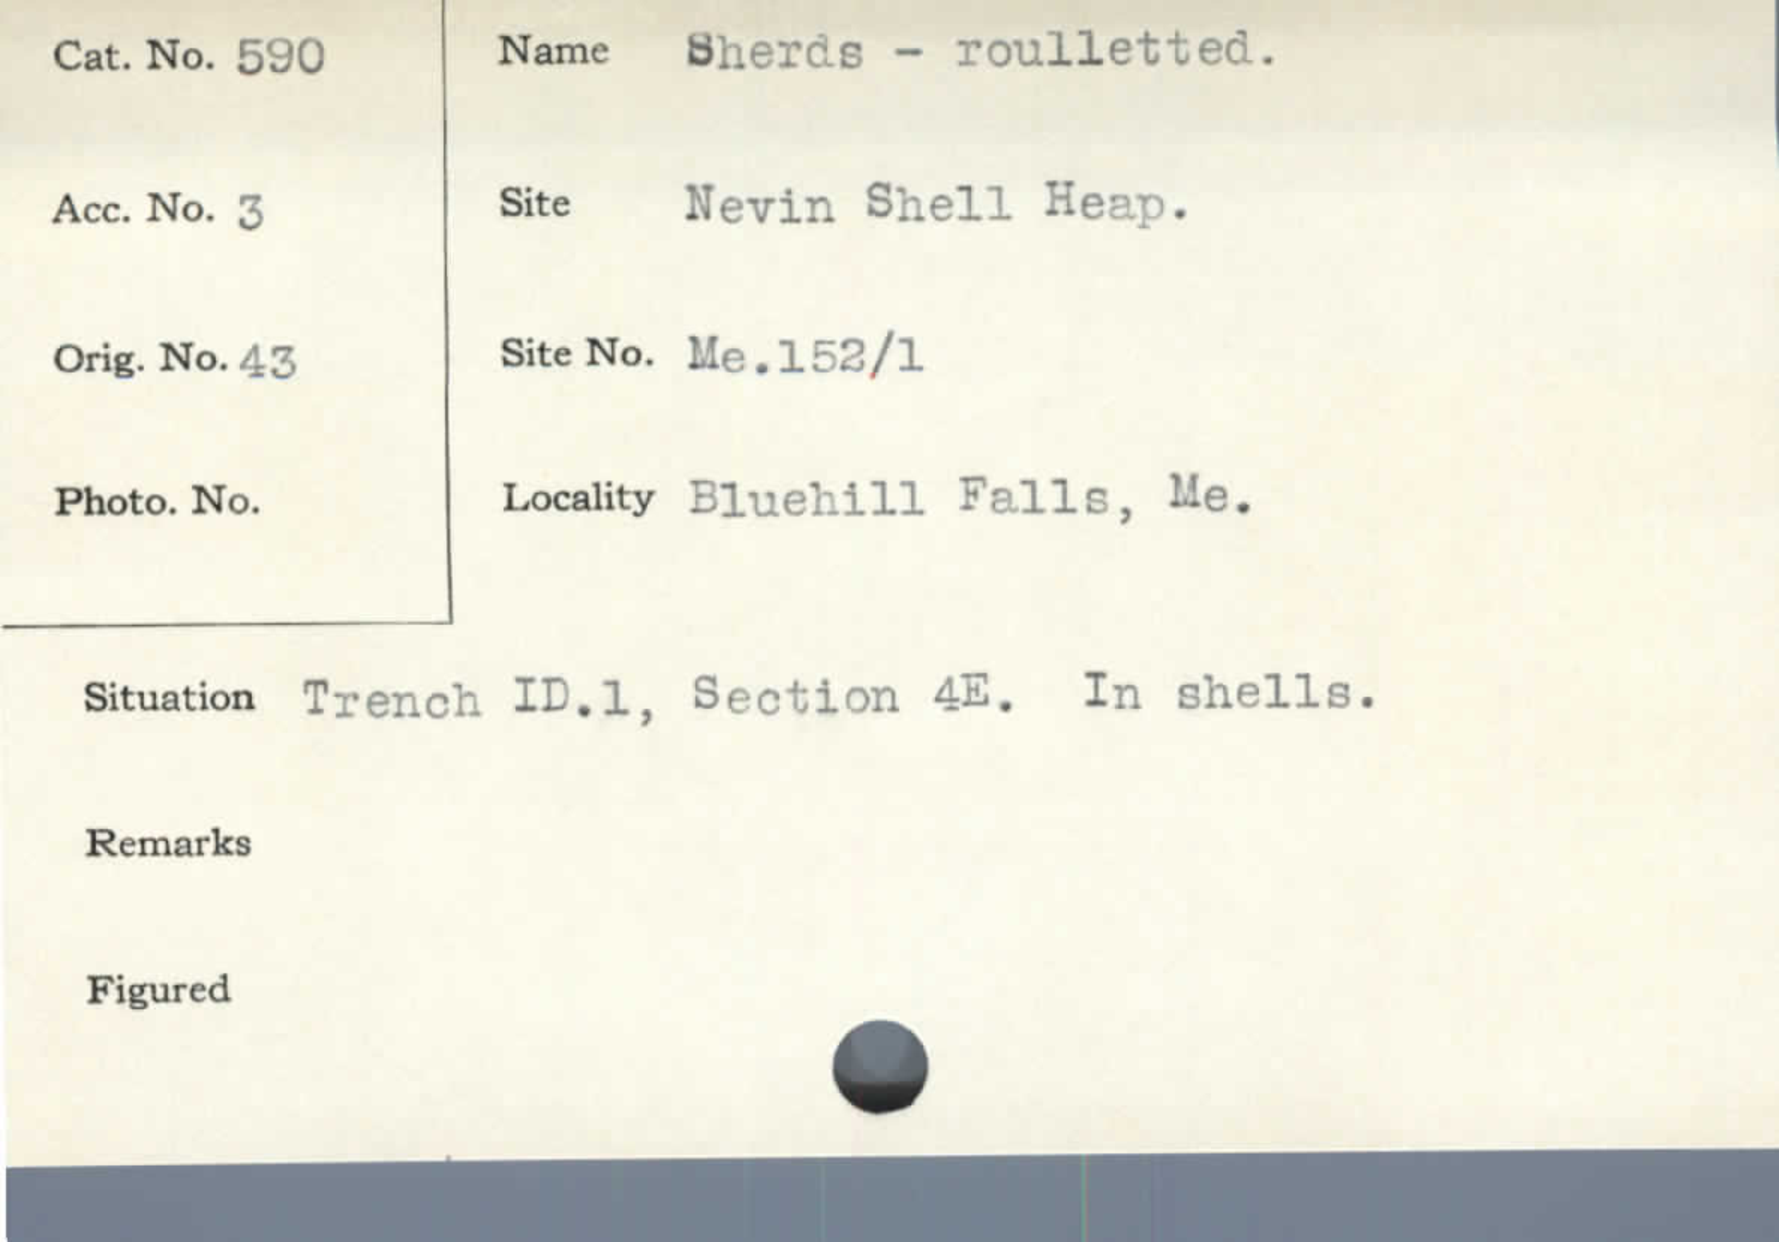 Cat. No. 590
Name Sherds - roulletted.
Acc. No. 3
Site Nevin Shell Heap.
Orig. No. 43
Site No. Me.152/1
Photo. No.
Locality Bluehill Falls, Me.
Situation Trench ID.1, Section 4E. In shells.
Remarks
Figured